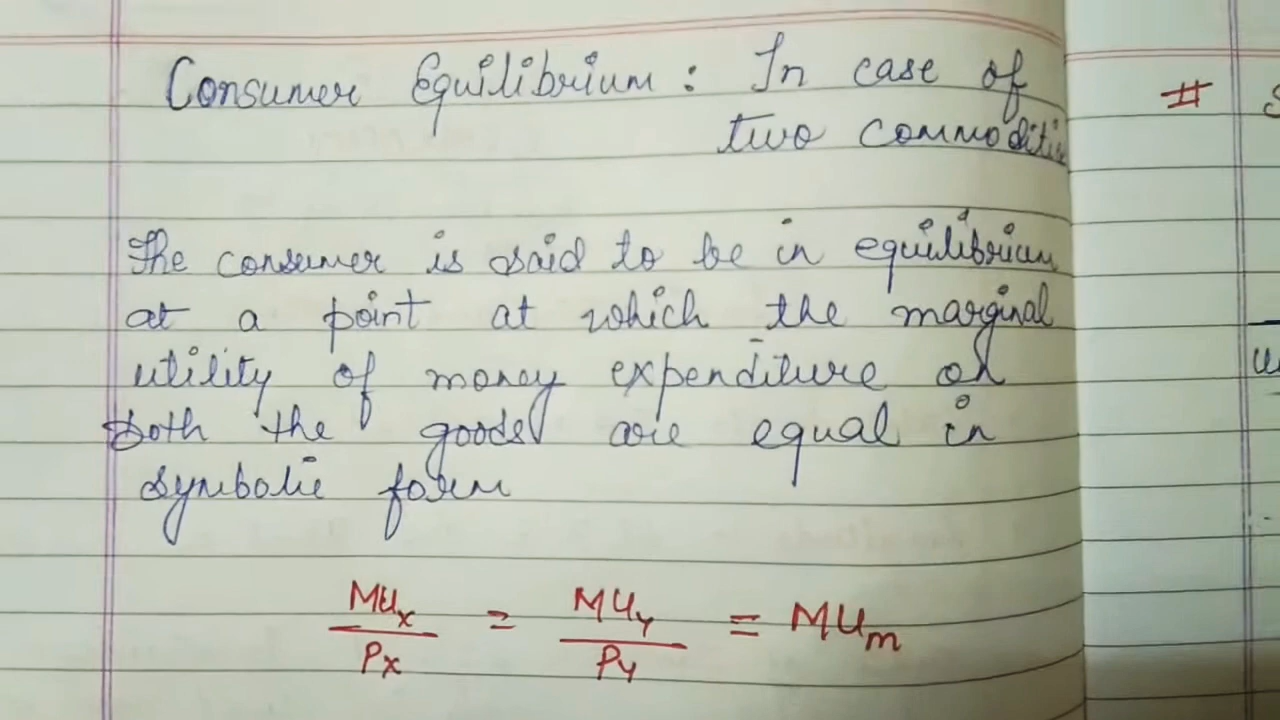 Consumer Equilibrium : In case of
two commoditie
#
The consumer is said to be in equilibrium
at a point at which the marginal
utility of money expenditure on
both the goods are equal in
symbolic form
MUx / Px = MUy / Py = MUm